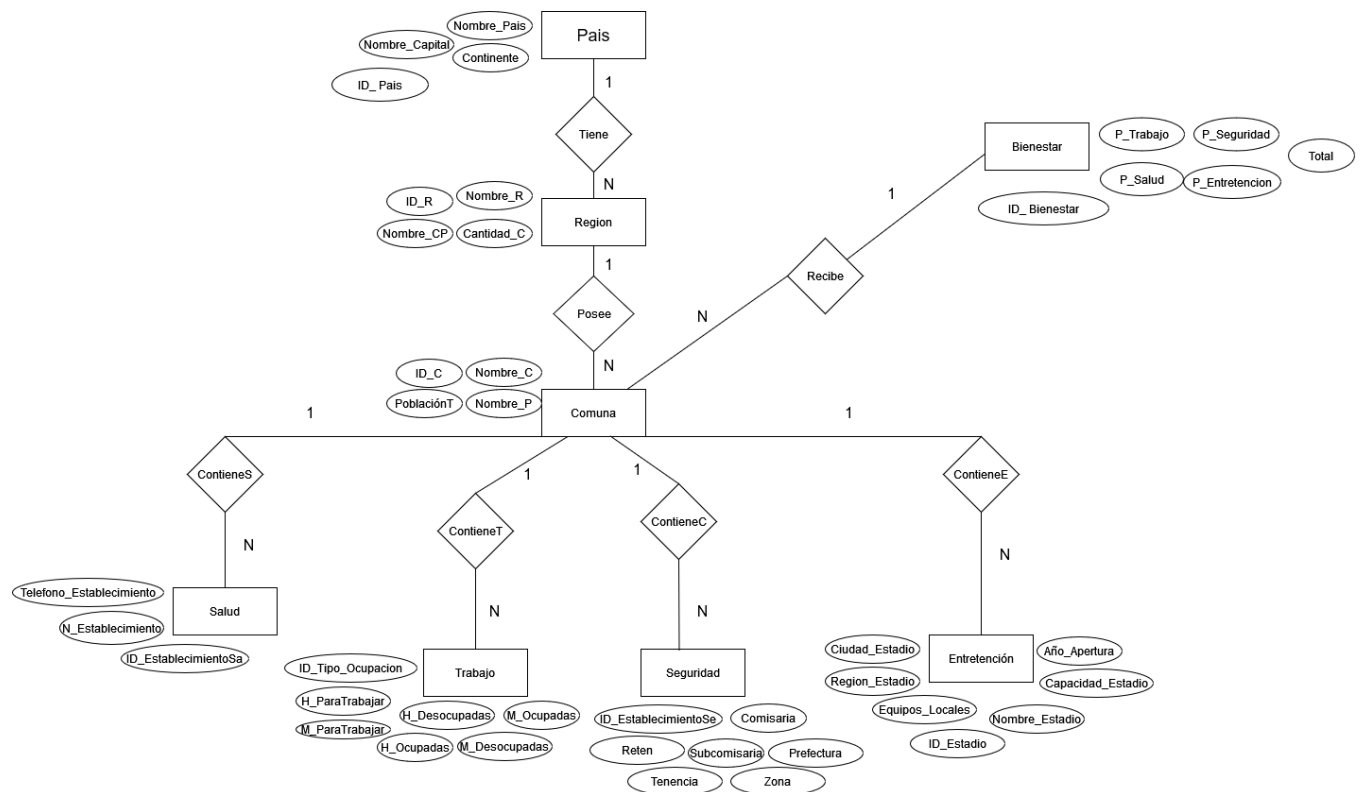 Nombre_Pais
Pais
Nombre_Capital
Continente
ID_ Pais
1
Tiene
N
Bienestar
P_Trabajo
P_Seguridad
Total
P_Salud
P_Entretencion
ID_ Bienestar
1
ID_R
Nombre_R
Nombre_CP
Cantidad_C
Region
1
Recibe
Posee
N
N
ID_C
Nombre_C
PoblaciónT
Nombre_P
Comuna
1
1
ContieneS
1
1
ContieneE
ContieneT
ContieneC
N
N
Telefono_Establecimiento
Salud
N_Establecimiento
ID_EstablecimientoSa
N
N
ID_Tipo_Ocupacion
Trabajo
H_ParaTrabajar
M_ParaTrabajar
H_Desocupadas
M_Ocupadas
H_Ocupadas
M_Desocupadas
Seguridad
ID_EstablecimientoSe
Comisaria
Reten
Subcomisaria
Prefectura
Tenencia
Zona
Ciudad_Estadio
Entretención
Año_Apertura
Region_Estadio
Capacidad_Estadio
Equipos_Locales
Nombre_Estadio
ID_Estadio